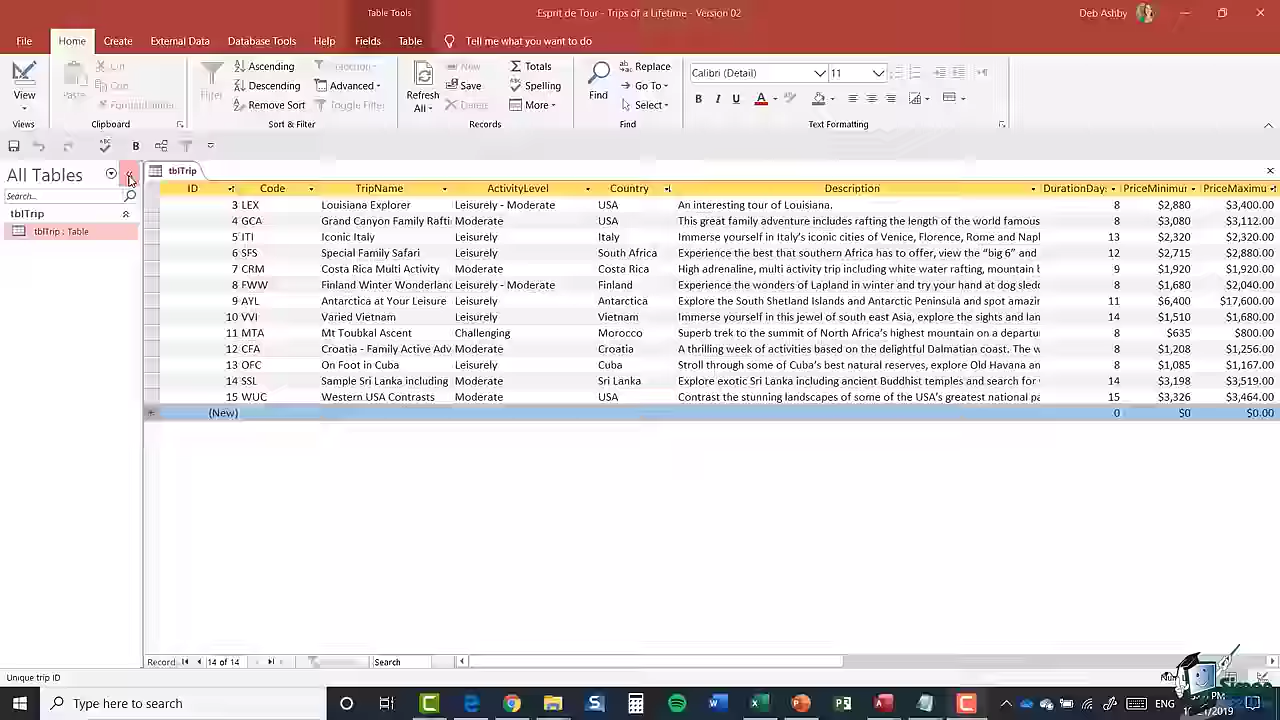 Table Tools
Esprit de Tour - Trips of a Lifetime - Version 02
Deb Ashby
File Home Create External Data Database Tools Help Fields Table Tell me what you want to do
View
Views
Paste
Cut
Copy
Clipboard
Filter
Ascending
Descending
Remove Sort
Selection
Advanced
Toggle Filter
Sort & Filter
Refresh
All
New
Save
Delete
Totals
Spelling
More
Records
Find
Replace
Go To
Select
Find
Calibri (Detail) 11
B I U A
Text Formatting
All Tables
Search...
tblTrip
tblTrip : Table
tblTrip
ID Code TripName ActivityLevel Country Description DurationDay: PriceMinimur PriceMaximu
3 LEX Louisiana Explorer Leisurely - Moderate USA An interesting tour of Louisiana. 8 $2,880 $3,400.00
4 GCA Grand Canyon Family Rafti Moderate USA This great family adventure includes rafting the length of the world famous 8 $3,080 $3,112.00
5 ITI Iconic Italy Leisurely Italy Immerse yourself in Italy's iconic cities of Venice, Florence, Rome and Napl 13 $2,320 $2,320.00
6 SFS Special Family Safari Leisurely South Africa Experience the best that southern Africa has to offer, view the "big 6" and 12 $2,715 $2,880.00
7 CRM Costa Rica Multi Activity Moderate Costa Rica High adrenaline, multi activity trip including white water rafting, mountain b 9 $1,920 $1,920.00
8 FWW Finland Winter Wonderland Leisurely - Moderate Finland Experience the wonders of Lapland in winter and try your hand at dog sled 8 $1,680 $2,040.00
9 AYL Antarctica at Your Leisure Leisurely Antarctica Explore the South Shetland Islands and Antarctic Peninsula and spot amazin 11 $6,400 $17,600.00
10 VVI Varied Vietnam Leisurely Vietnam Immerse yourself in this jewel of south east Asia, explore the sights and lan 14 $1,510 $1,680.00
11 MTA Mt Toubkal Ascent Challenging Morocco Superb trek to the summit of North Africa's highest mountain on a departu 8 $635 $800.00
12 CFA Croatia - Family Active Adv Moderate Croatia A thrilling week of activities based on the delightful Dalmatian coast. The w 8 $1,208 $1,256.00
13 OFC On Foot in Cuba Leisurely Cuba Stroll through some of Cuba's best natural reserves, explore Old Havana an 8 $1,085 $1,167.00
14 SSL Sample Sri Lanka including Moderate Sri Lanka Explore exotic Sri Lanka including ancient Buddhist temples and search for 14 $3,198 $3,519.00
15 WUC Western USA Contrasts Moderate USA Contrast the stunning landscapes of some of the USA's greatest national pa 15 $3,326 $3,464.00
(New) 0 $0 $0.00
Record 14 of 14 Search
Unique trip ID
Type here to search
ENG
PM
/2019